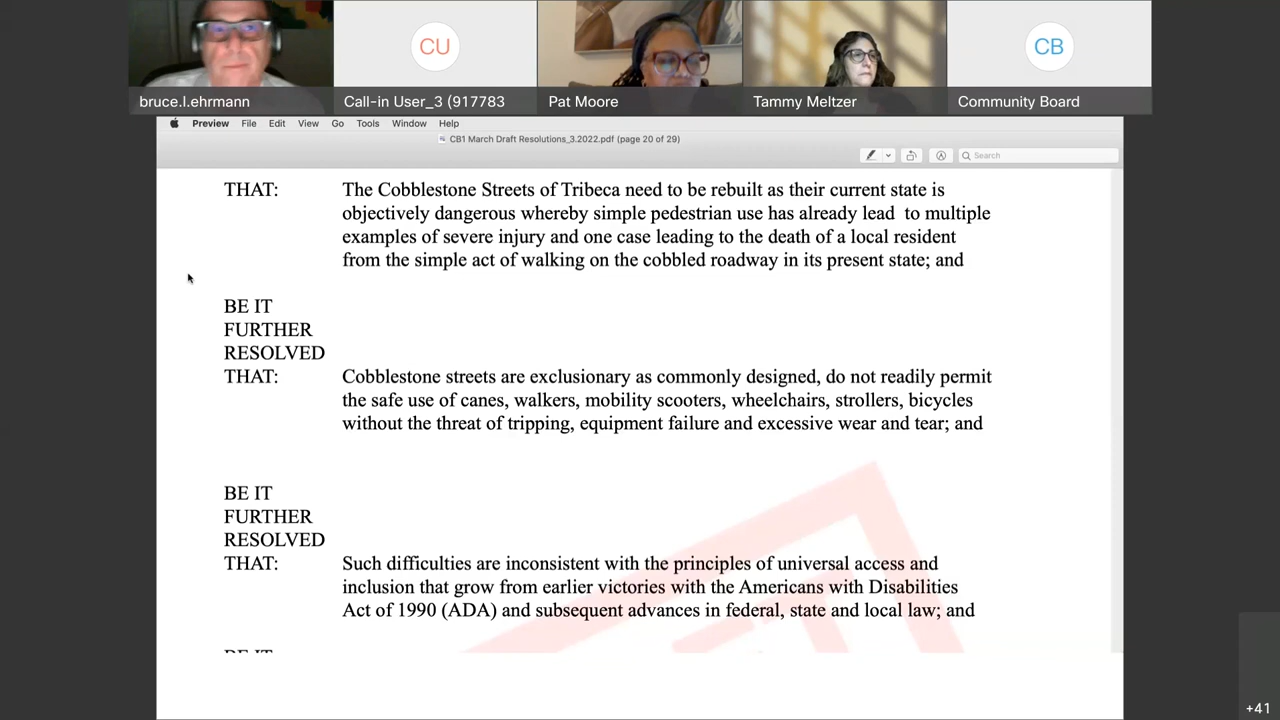 CU
CB
bruce.l.ehrmann
Call-in User_3 (917783
Pat Moore
Tammy Meltzer
Community Board
Preview File Edit View Go Tools Window Help
CB1 March Draft Resolutions_3.2022.pdf (page 20 of 29)
Search
THAT: The Cobblestone Streets of Tribeca need to be rebuilt as their current state is
objectively dangerous whereby simple pedestrian use has already lead to multiple
examples of severe injury and one case leading to the death of a local resident
from the simple act of walking on the cobbled roadway in its present state; and
BE IT
FURTHER
RESOLVED
THAT: Cobblestone streets are exclusionary as commonly designed, do not readily permit
the safe use of canes, walkers, mobility scooters, wheelchairs, strollers, bicycles
without the threat of tripping, equipment failure and excessive wear and tear; and
BE IT
FURTHER
RESOLVED
THAT: Such difficulties are inconsistent with the principles of universal access and
inclusion that grow from earlier victories with the Americans with Disabilities
Act of 1990 (ADA) and subsequent advances in federal, state and local law; and
BE IT
+41